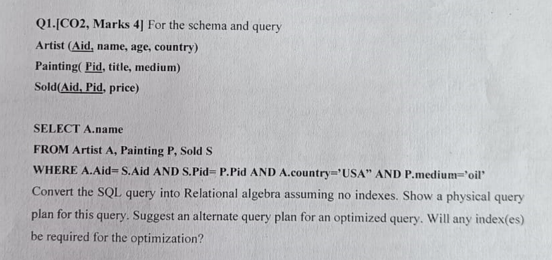 Q1.[CO2, Marks 4] For the schema and query
Artist (Aid, name, age, country)
Painting( Pid, title, medium)
Sold(Aid, Pid, price)
SELECT A.name
FROM Artist A, Painting P, Sold S
WHERE A.Aid= S.Aid AND S.Pid= P.Pid AND A.country='USA" AND P.medium='oil'
Convert the SQL query into Relational algebra assuming no indexes. Show a physical query
plan for this query. Suggest an alternate query plan for an optimized query. Will any index(es)
be required for the optimization?